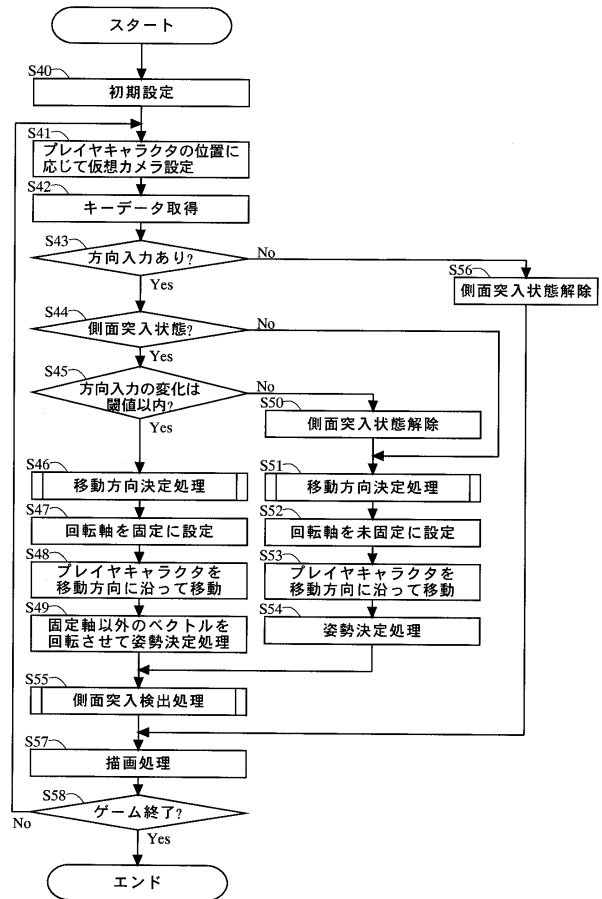 スタート
S40
初期設定
S41
プレイヤキャラクタの位置に
応じて仮想カメラ設定
S42
キーデータ取得
S43
方向入力あり?
No
Yes
S56
側面突入状態解除
S44
側面突入状態?
No
Yes
S45
方向入力の変化は
閾値以内?
No
Yes
S50
側面突入状態解除
S46
移動方向決定処理
S51
移動方向決定処理
S47
回転軸を固定に設定
S52
回転軸を未固定に設定
S48
プレイヤキャラクタを
移動方向に沿って移動
S53
プレイヤキャラクタを
移動方向に沿って移動
S49
固定軸以外のベクトルを
回転させて姿勢決定処理
S54
姿勢決定処理
S55
側面突入検出処理
S57
描画処理
S58
ゲーム終了?
No
Yes
エンド